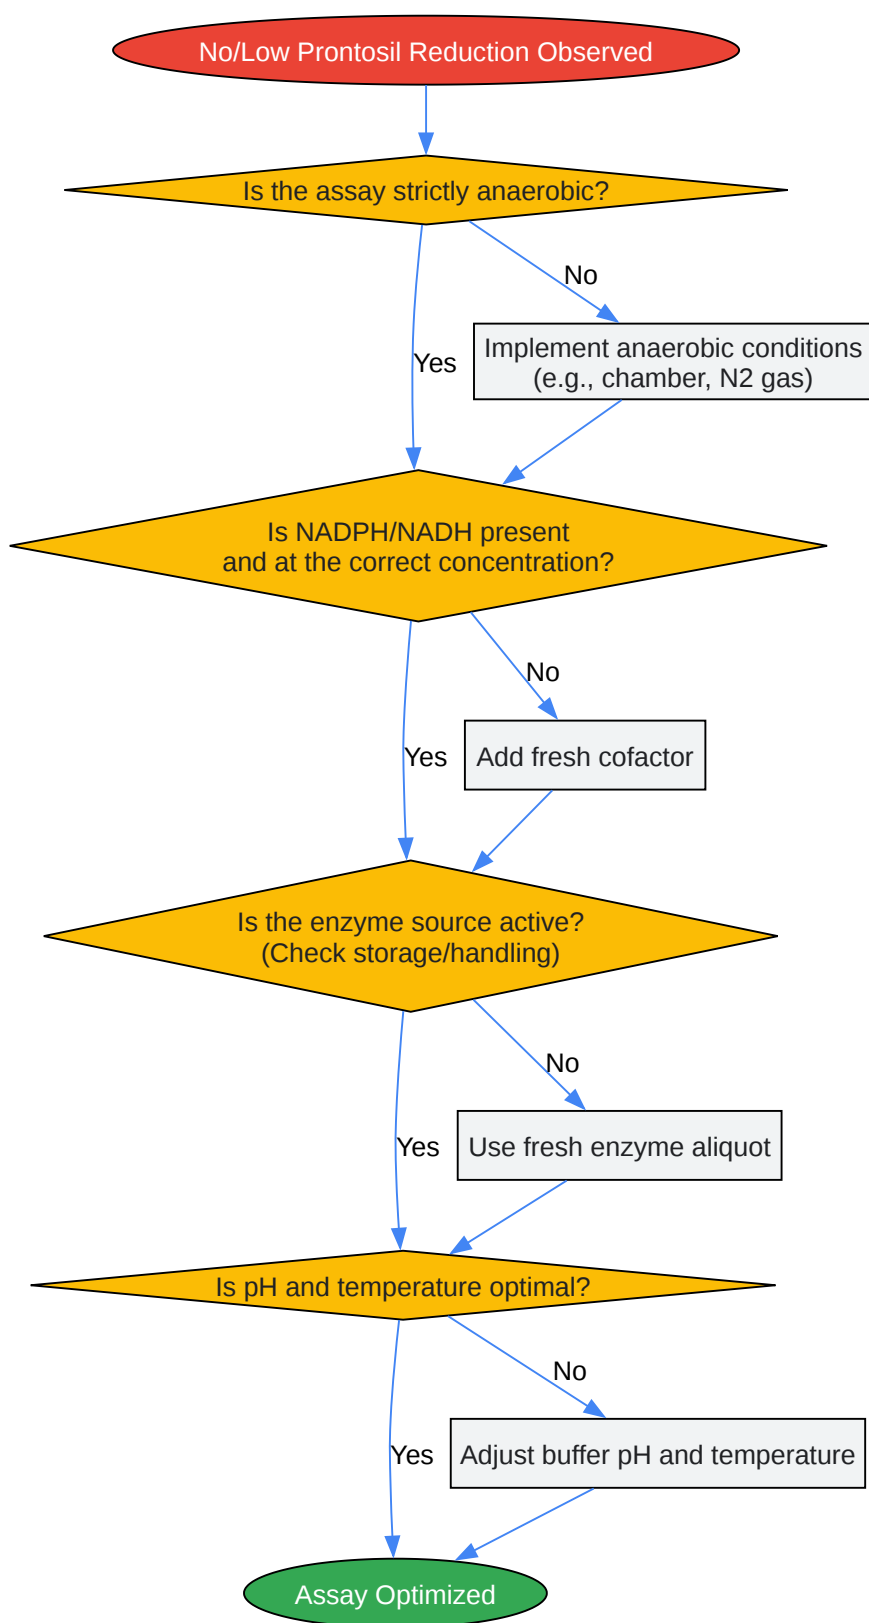 No/Low Prontosil Reduction Observed
Is the assay strictly anaerobic?
No
Implement anaerobic conditions
(e.g., chamber, N2 gas)
Yes
Is NADPH/NADH present
and at the correct concentration?
No
Add fresh cofactor
Yes
Is the enzyme source active?
(Check storage/handling)
No
Use fresh enzyme aliquot
Yes
Is pH and temperature optimal?
No
Adjust buffer pH and temperature
Yes
Assay Optimized